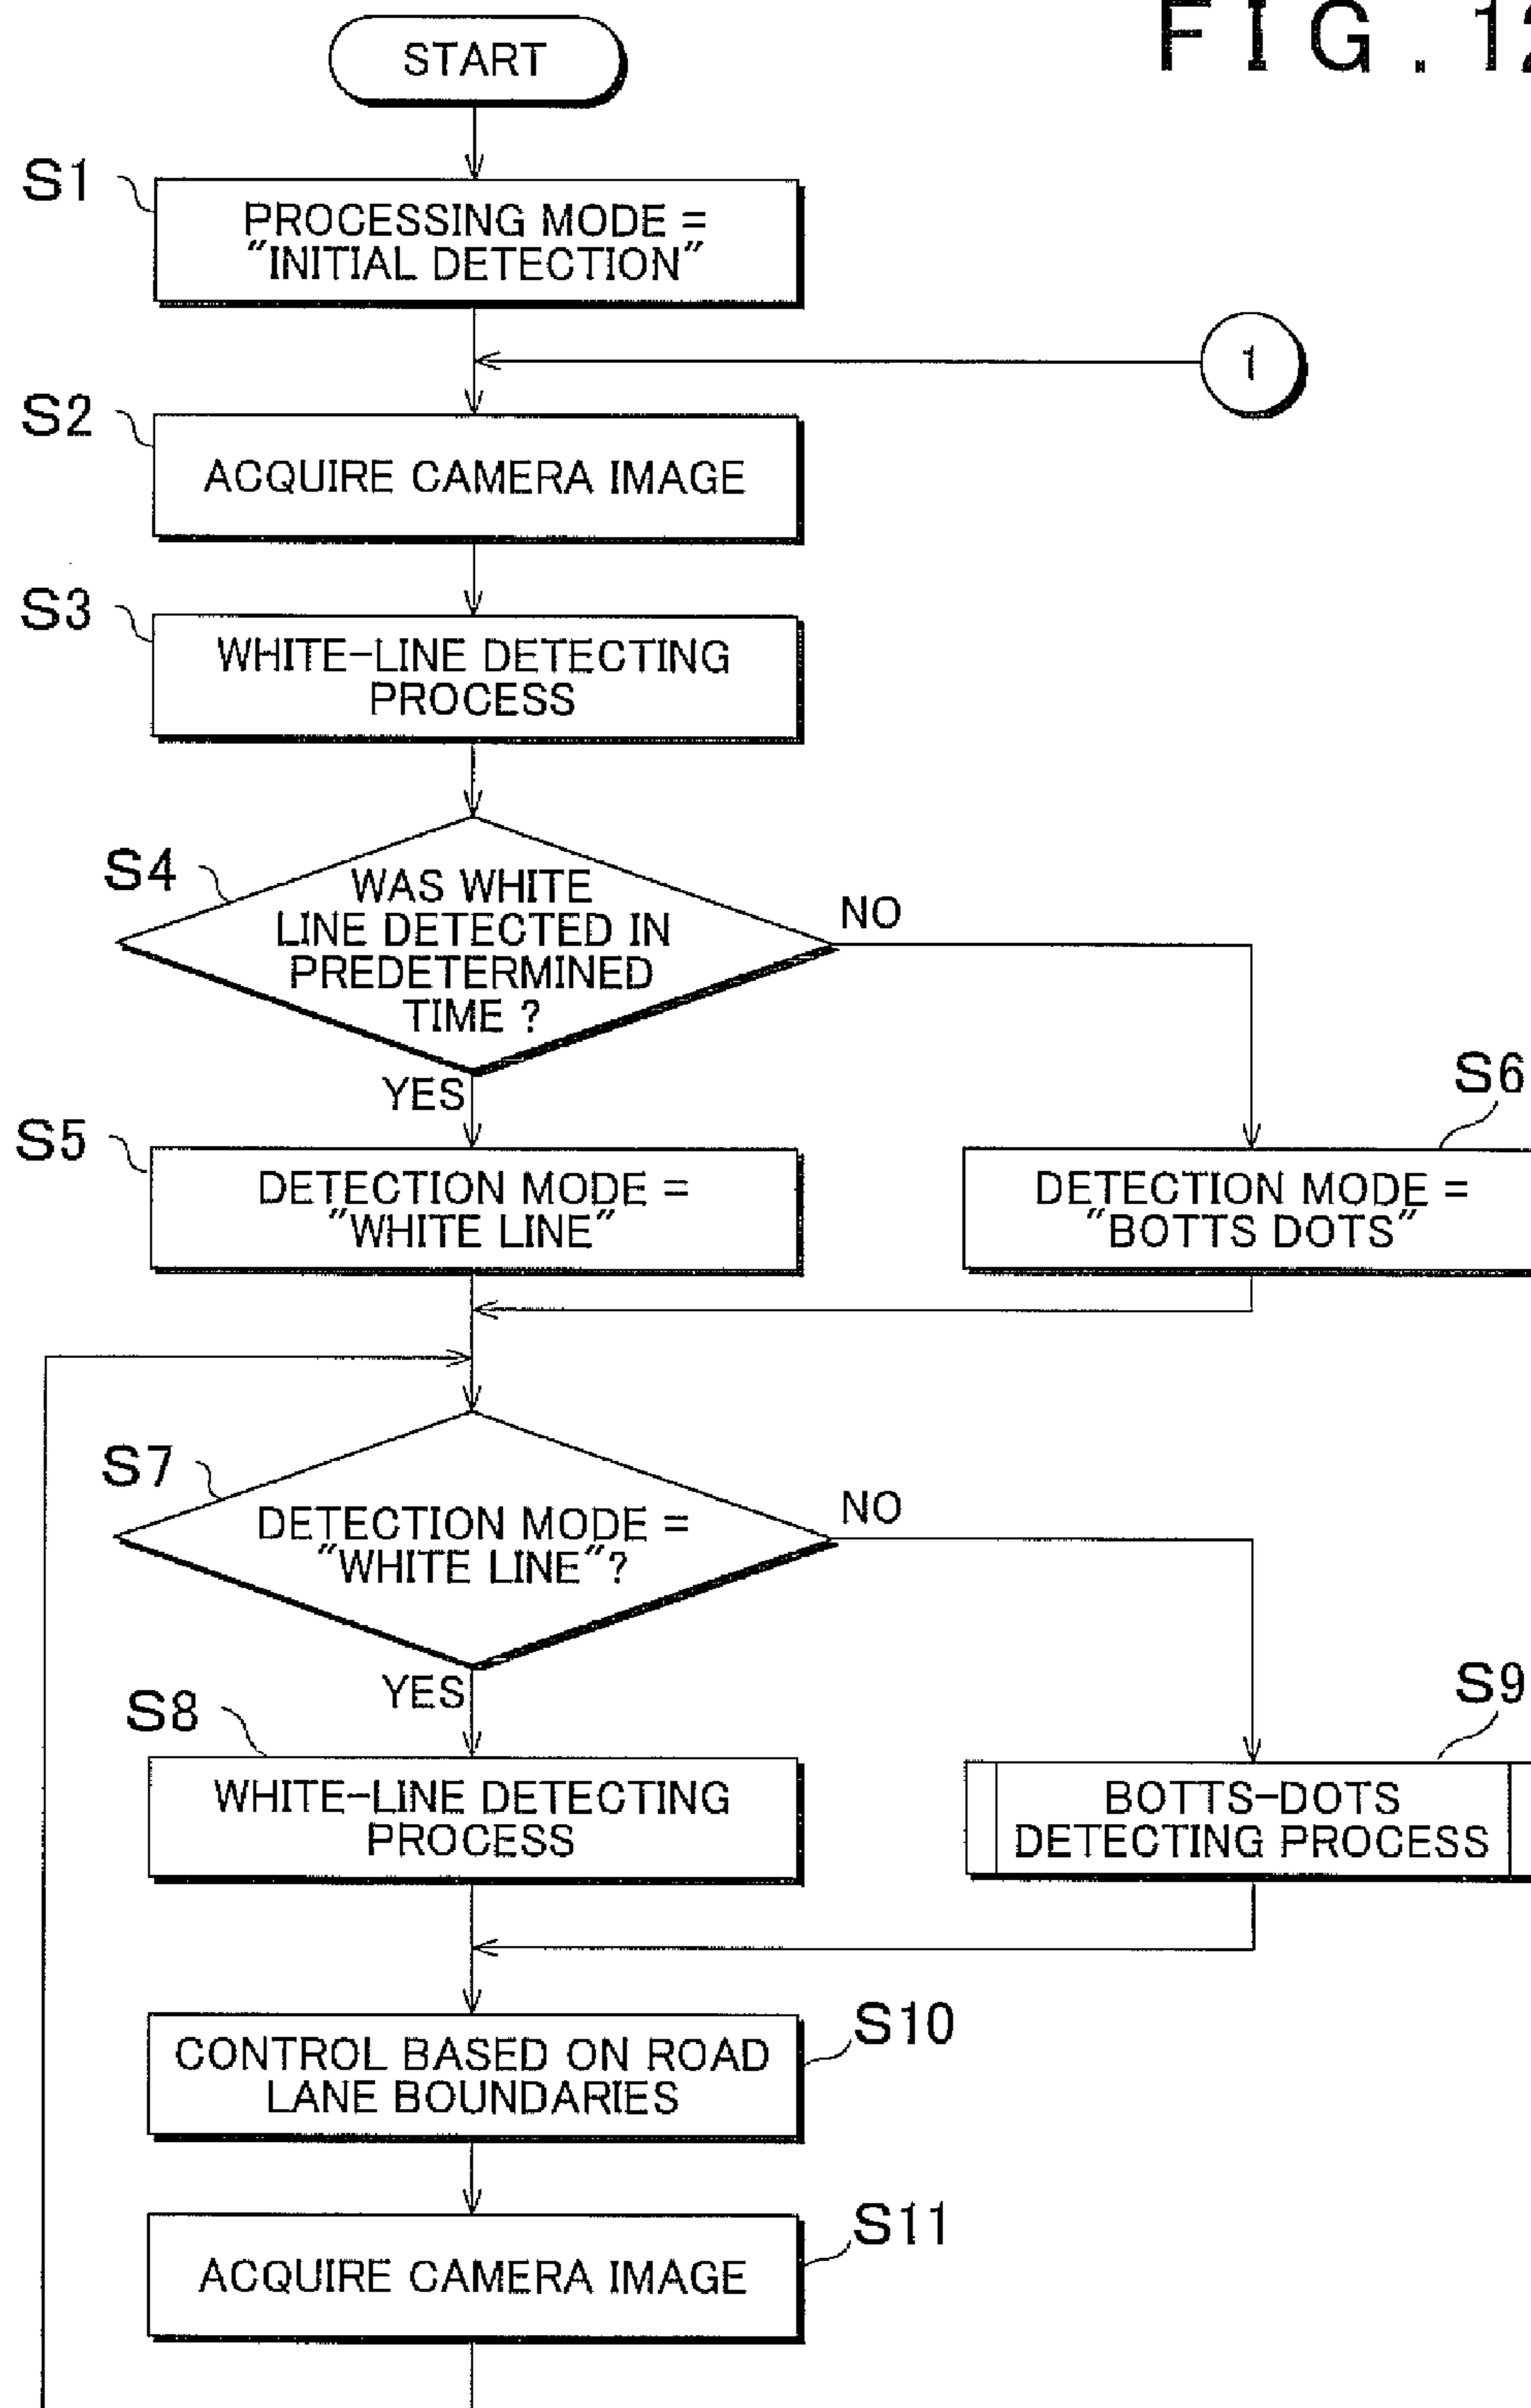 FIG. 12
START
S1
PROCESSING MODE =
"INITIAL DETECTION"
1
S2
ACQUIRE CAMERA IMAGE
S3
WHITE-LINE DETECTING
PROCESS
S4
WAS WHITE
LINE DETECTED IN
PREDETERMINED
TIME ?
NO
YES
S5
DETECTION MODE =
"WHITE LINE"
S6
DETECTION MODE =
"BOTTS DOTS"
S7
DETECTION MODE =
"WHITE LINE"?
NO
YES
S8
WHITE-LINE DETECTING
PROCESS
S9
BOTTS-DOTS
DETECTING PROCESS
S10
CONTROL BASED ON ROAD
LANE BOUNDARIES
S11
ACQUIRE CAMERA IMAGE